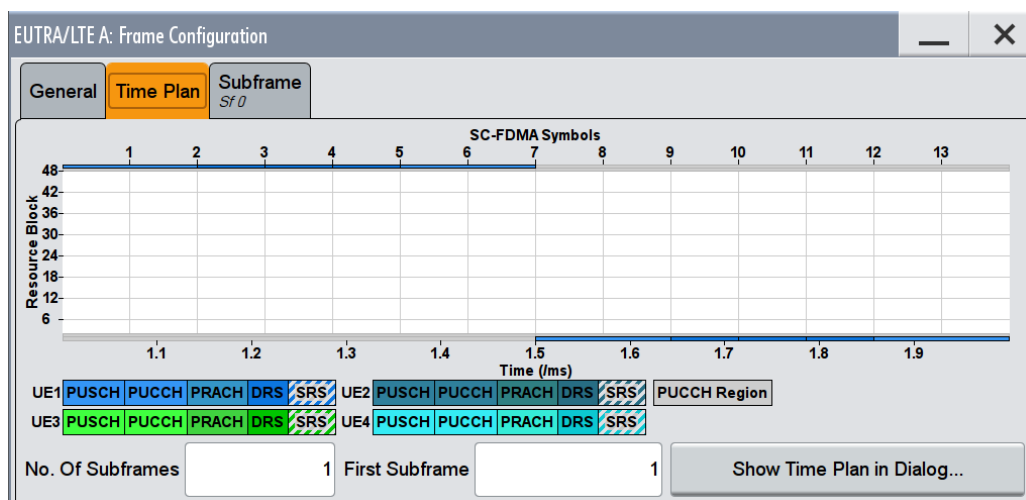 EUTRA/LTE A: Frame Configuration
General Time Plan Subframe
Sf 0
SC-FDMA Symbols
1 2 3 4 5 6 7 8 9 10 11 12 13
Resource Block
48
42
36
30
24
18
12
6
1.1 1.2 1.3 1.4 1.5 1.6 1.7 1.8 1.9
Time (/ms)
UE1 PUSCH PUCCH PRACH DRS SRS UE2 PUSCH PUCCH PRACH DRS SRS PUCCH Region
UE3 PUSCH PUCCH PRACH DRS SRS UE4 PUSCH PUCCH PRACH DRS SRS
No. Of Subframes 1 First Subframe 1 Show Time Plan in Dialog...